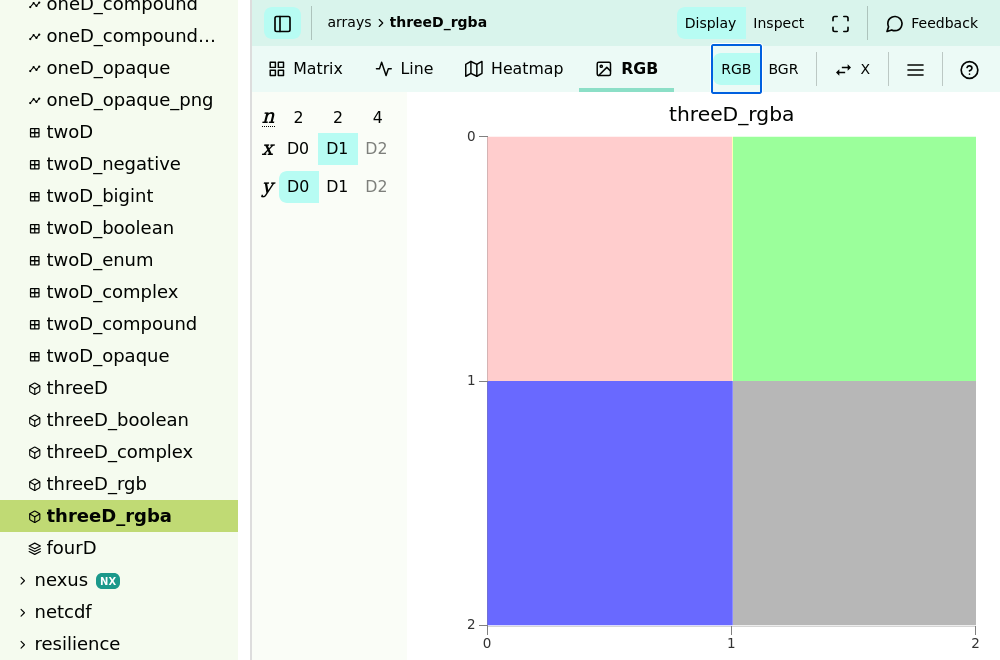 oneD_compound
oneD_compound...
oneD_opaque
oneD_opaque_png
twoD
twoD_negative
twoD_bigint
twoD_boolean
twoD_enum
twoD_complex
twoD_compound
twoD_opaque
threeD
threeD_boolean
threeD_complex
threeD_rgb
threeD_rgba
fourD
nexus NX
netcdf
resilience
arrays > threeD_rgba
Display Inspect
Feedback
Matrix Line Heatmap RGB
RGB BGR
X
n 2 2 4
x D0 D1 D2
y D0 D1 D2
threeD_rgba
0
1
2
0 1 2